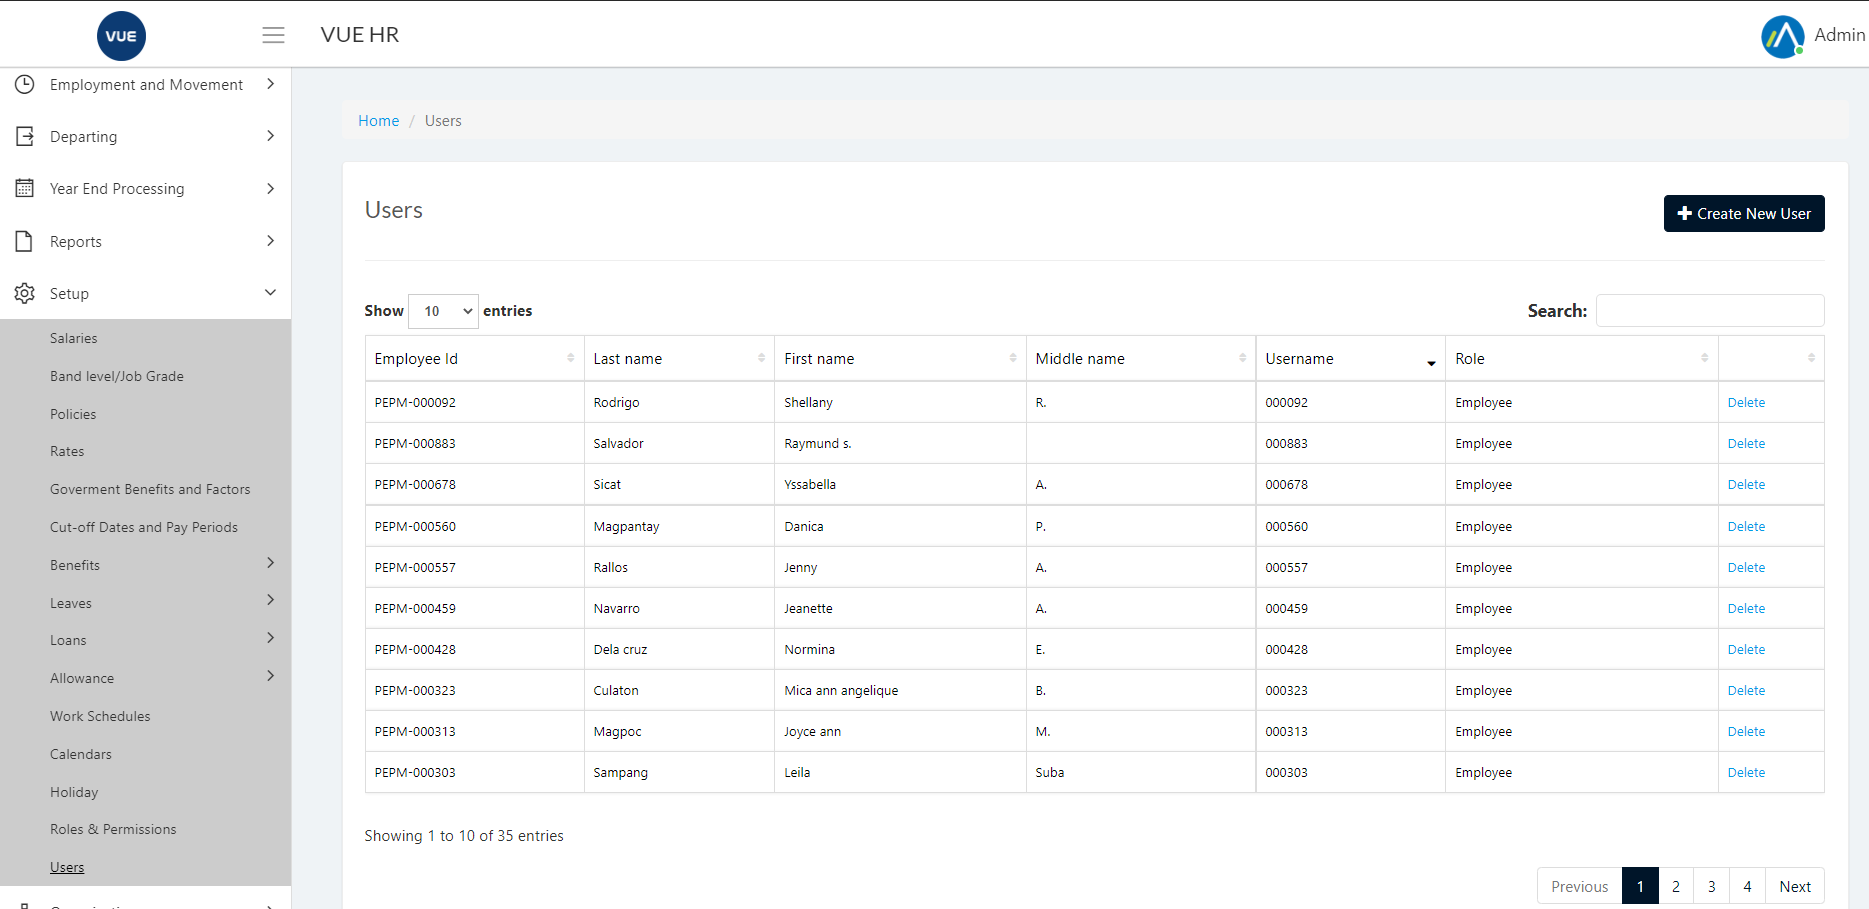 VUE
VUE HR
Admin
Employment and Movement
Departing
Year End Processing
Reports
Setup
Salaries
Band level/Job Grade
Policies
Rates
Goverment Benefits and Factors
Cut-off Dates and Pay Periods
Benefits
Leaves
Loans
Allowance
Work Schedules
Calendars
Holiday
Roles & Permissions
Users
Home / Users
Users
Create New User
Show 10 entries
Search:
Employee Id Last name First name Middle name Username Role
PEPM-000092 Rodrigo Shellany R. 000092 Employee Delete
PEPM-000883 Salvador Raymund s. 000883 Employee Delete
PEPM-000678 Sicat Yssabella A. 000678 Employee Delete
PEPM-000560 Magpantay Danica P. 000560 Employee Delete
PEPM-000557 Rallos Jenny A. 000557 Employee Delete
PEPM-000459 Navarro Jeanette A. 000459 Employee Delete
PEPM-000428 Dela cruz Normina E. 000428 Employee Delete
PEPM-000323 Culaton Mica ann angelique B. 000323 Employee Delete
PEPM-000313 Magpoc Joyce ann M. 000313 Employee Delete
PEPM-000303 Sampang Leila Suba 000303 Employee Delete
Showing 1 to 10 of 35 entries
Previous 1 2 3 4 Next